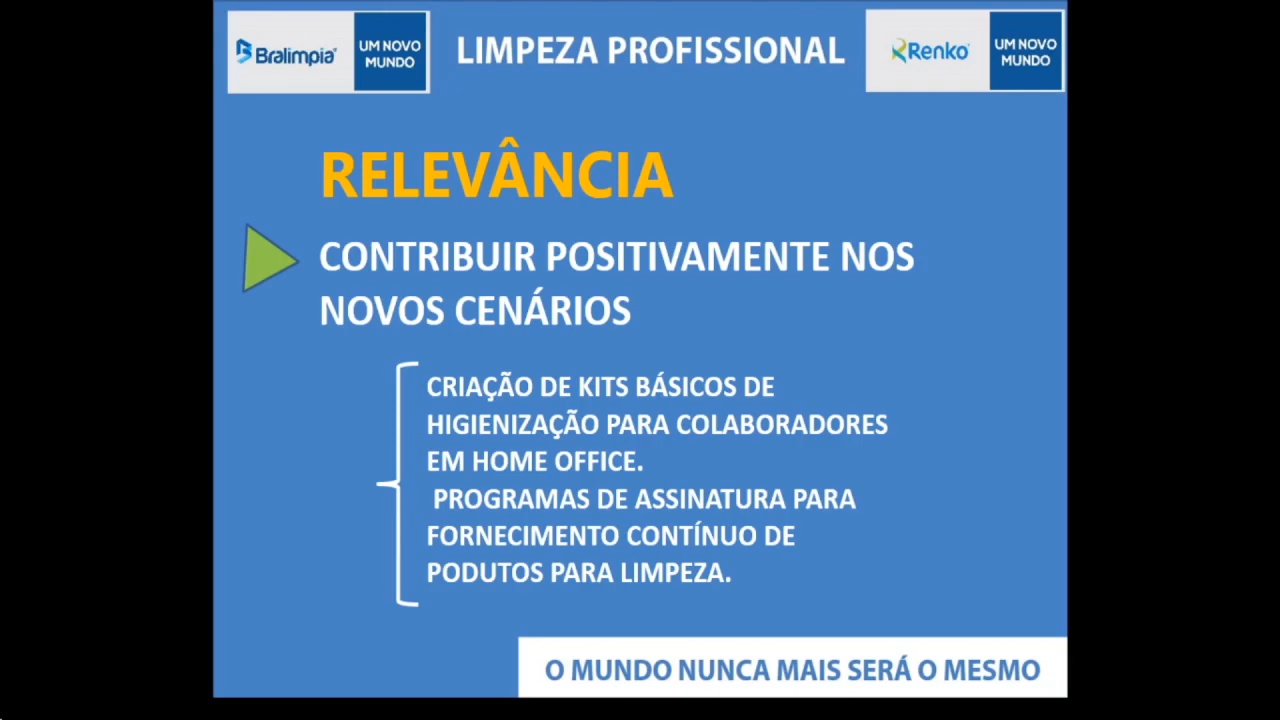 Bralimpia
UM NOVO
MUNDO
LIMPEZA PROFISSIONAL
Renko
UM NOVO
MUNDO
RELEVÂNCIA
CONTRIBUIR POSITIVAMENTE NOS
NOVOS CENÁRIOS
CRIAÇÃO DE KITS BÁSICOS DE
HIGIENIZAÇÃO PARA COLABORADORES
EM HOME OFFICE.
PROGRAMAS DE ASSINATURA PARA
FORNECIMENTO CONTÍNUO DE
PODUTOS PARA LIMPEZA.
O MUNDO NUNCA MAIS SERÁ O MESMO